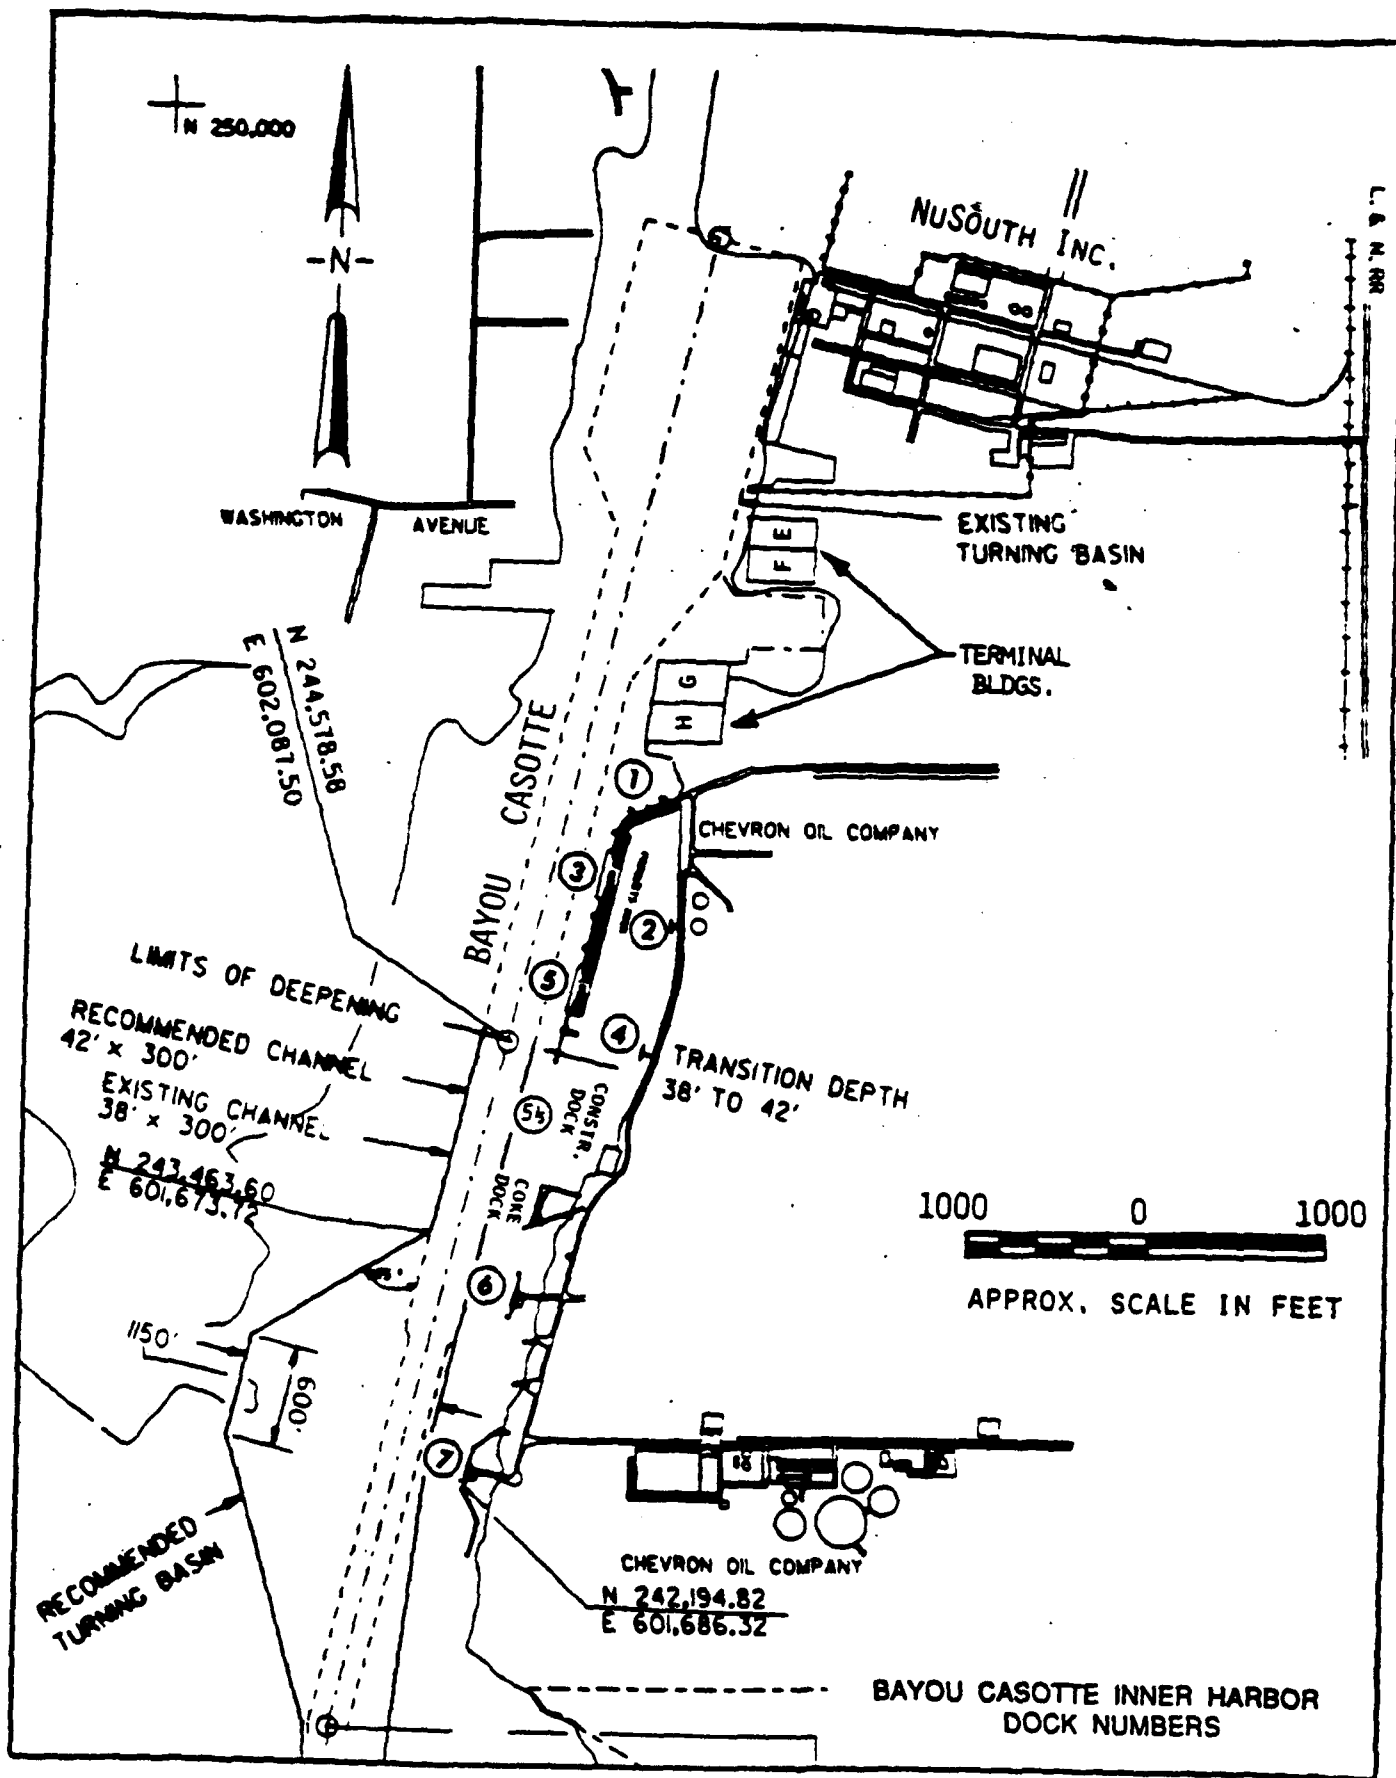 N 250,000
-N-
NUSOUTH INC.
L. & N. RR
WASHINGTON AVENUE
EXISTING
TURNING BASIN
E
F
TERMINAL
BLDGS.
G
H
N 244,578.58
E 602,087.50
BAYOU CASOTTE
1
CHEVRON OIL COMPANY
3
2
5
4
LIMITS OF DEEPENING
RECOMMENDED CHANNEL
42' x 300'
EXISTING CHANNEL
38' x 300'
TRANSITION DEPTH
38' TO 42'
5½
CONSTR.
DOCK
N 243,463.60
E 601,673.72
COKE
DOCK
1000 0 1000
APPROX. SCALE IN FEET
6
1150'
600'
7
RECOMMENDED
TURNING BASIN
CHEVRON OIL COMPANY
N 242,194.82
E 601,686.32
BAYOU CASOTTE INNER HARBOR
DOCK NUMBERS